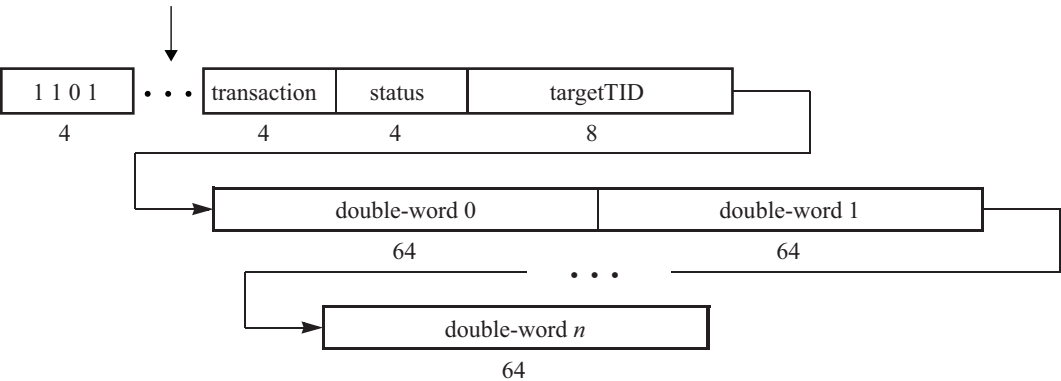 1 1 0 1 • • • transaction status targetTID
4 4 4 8
double-word 0 double-word 1
64 64
• • •
double-word n
64